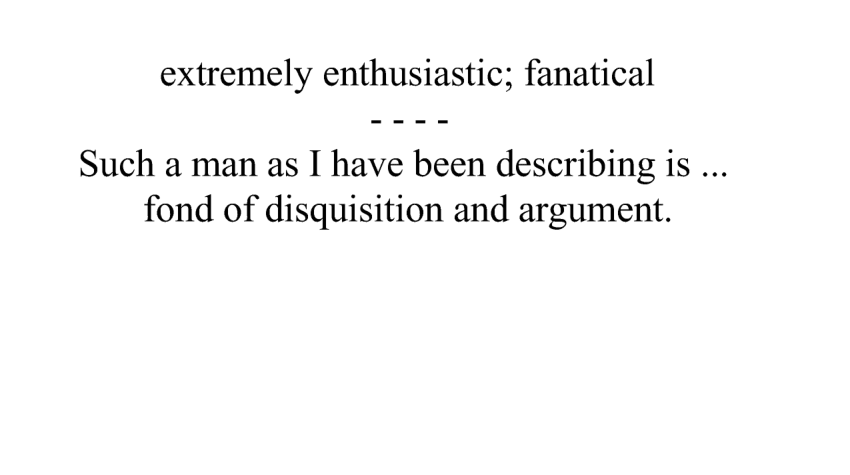 extremely enthusiastic; fanatical
- - - -
Such a man as I have been describing is ...
fond of disquisition and argument.